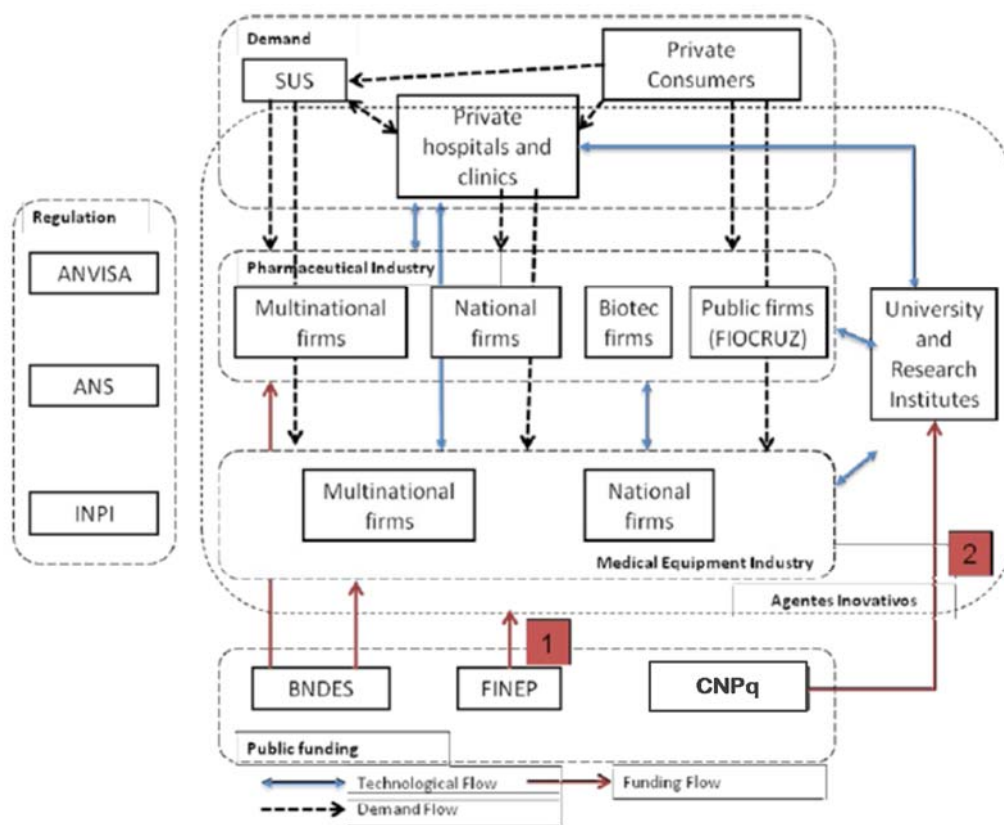 Demand
SUS
Private
Consumers
Private
hospitals and
clinics
Regulation
ANVISA
ANS
INPI
Pharmaceutical Industry
Multinational
firms
National
firms
Biotec
firms
Public firms
(FIOCRUZ)
University
and
Research
Institutes
Multinational
firms
National
firms
Medical Equipment Industry
2
Agentes Inovativos
1
BNDES
FINEP
CNPq
Public funding
Technological Flow
Funding Flow
Demand Flow